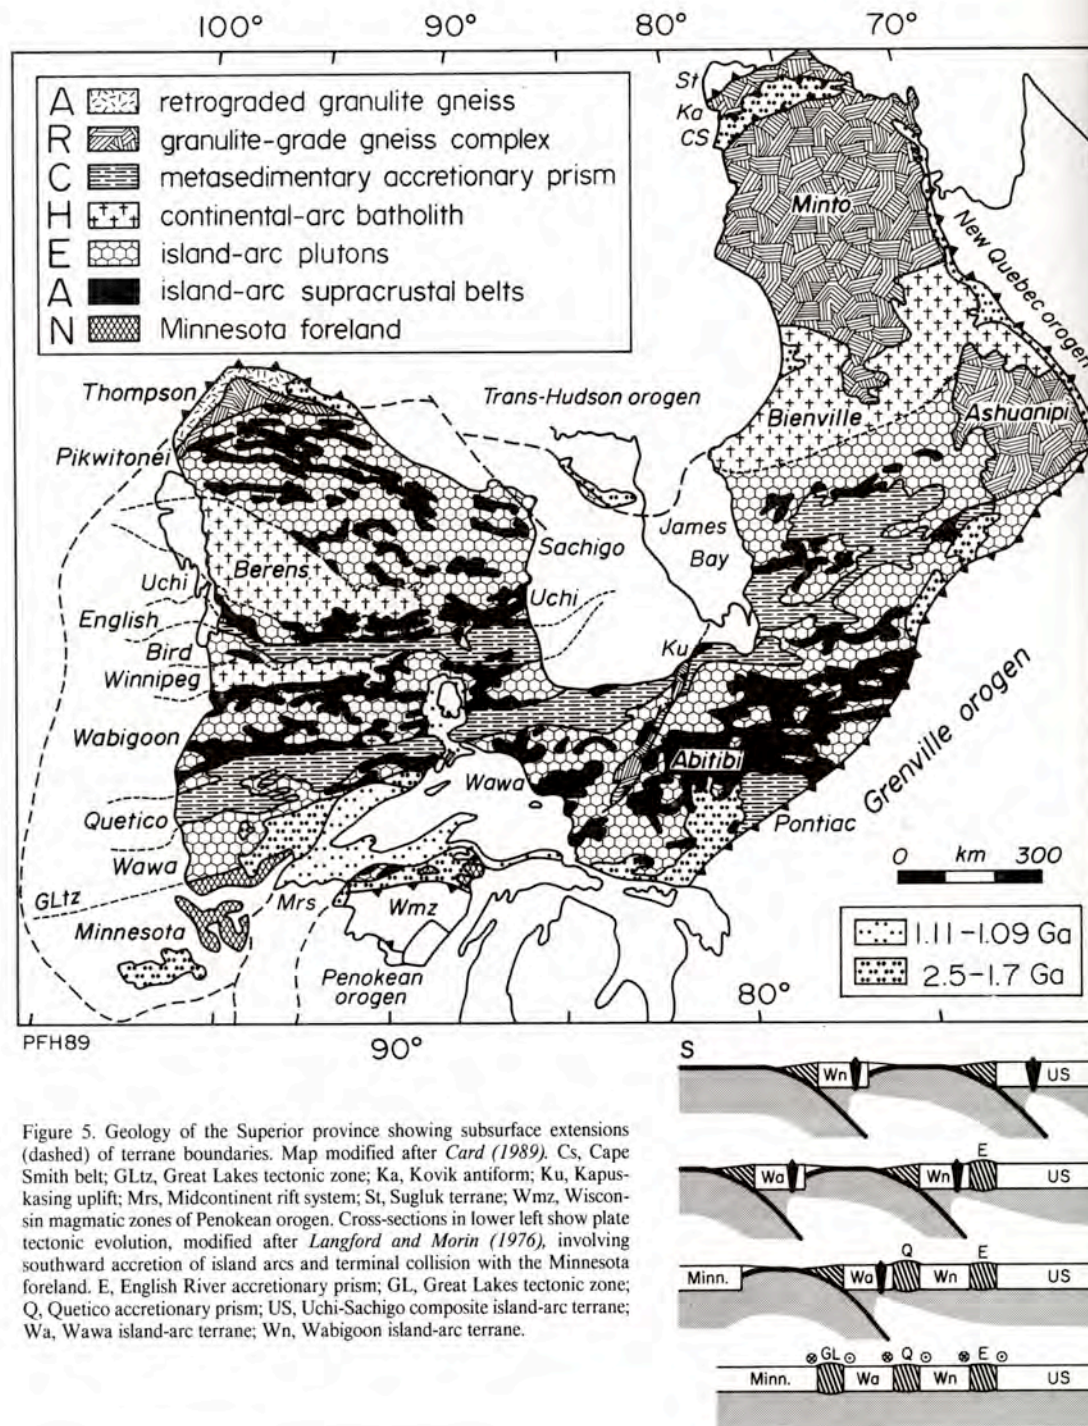 100° 90° 80° 70°
A retrograded granulite gneiss
R granulite-grade gneiss complex
C metasedimentary accretionary prism
H continental-arc batholith
E island-arc plutons
A island-arc supracrustal belts
N Minnesota foreland
St
Ka
CS
Minto
New Quebec orogen
Thompson
Trans-Hudson orogen
Bienville
Ashuanipi
Pikwitonei
Sachigo
James
Bay
Berens
Uchi
Uchi
English
Bird
Ku
Winnipeg
Wabigoon
Abitibi
Wawa
Grenville orogen
Quetico
Pontiac
Wawa
0 km 300
GLtz
Mrs
Wmz
Minnesota
1.11–1.09 Ga
2.5–1.7 Ga
Penokean
orogen
80°
PFH89
90°
S
Wn US
E
Wa Wn US
Q E
Minn. Wa Wn US
⊗GL⊙ ⊗Q⊙ ⊗E⊙
Minn. Wa Wn US
Figure 5. Geology of the Superior province showing subsurface extensions
(dashed) of terrane boundaries. Map modified after Card (1989). Cs, Cape
Smith belt; GLtz, Great Lakes tectonic zone; Ka, Kovik antiform; Ku, Kapus-
kasing uplift; Mrs, Midcontinent rift system; St, Sugluk terrane; Wmz, Wiscon-
sin magmatic zones of Penokean orogen. Cross-sections in lower left show plate
tectonic evolution, modified after Langford and Morin (1976), involving
southward accretion of island arcs and terminal collision with the Minnesota
foreland. E, English River accretionary prism; GL, Great Lakes tectonic zone;
Q, Quetico accretionary prism; US, Uchi-Sachigo composite island-arc terrane;
Wa, Wawa island-arc terrane; Wn, Wabigoon island-arc terrane.